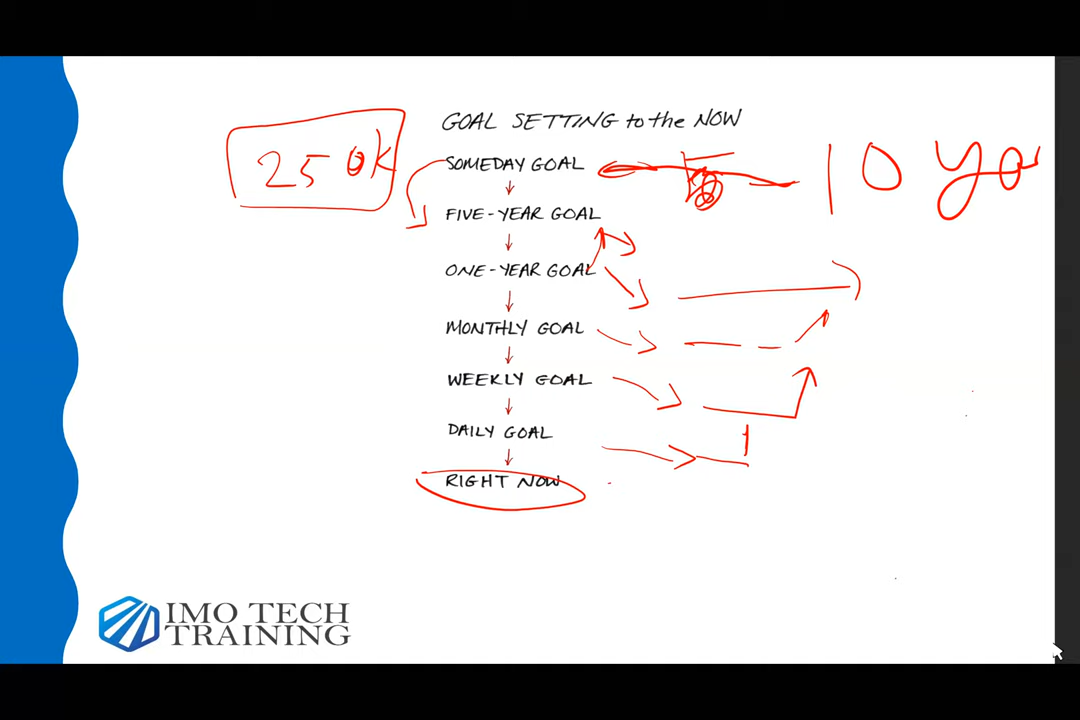 GOAL SETTING to the NOW
250K
SOMEDAY GOAL
10
FIVE-YEAR GOAL
ONE-YEAR GOAL
MONTHLY GOAL
WEEKLY GOAL
DAILY GOAL
RIGHT NOW
IMO TECH
TRAINING